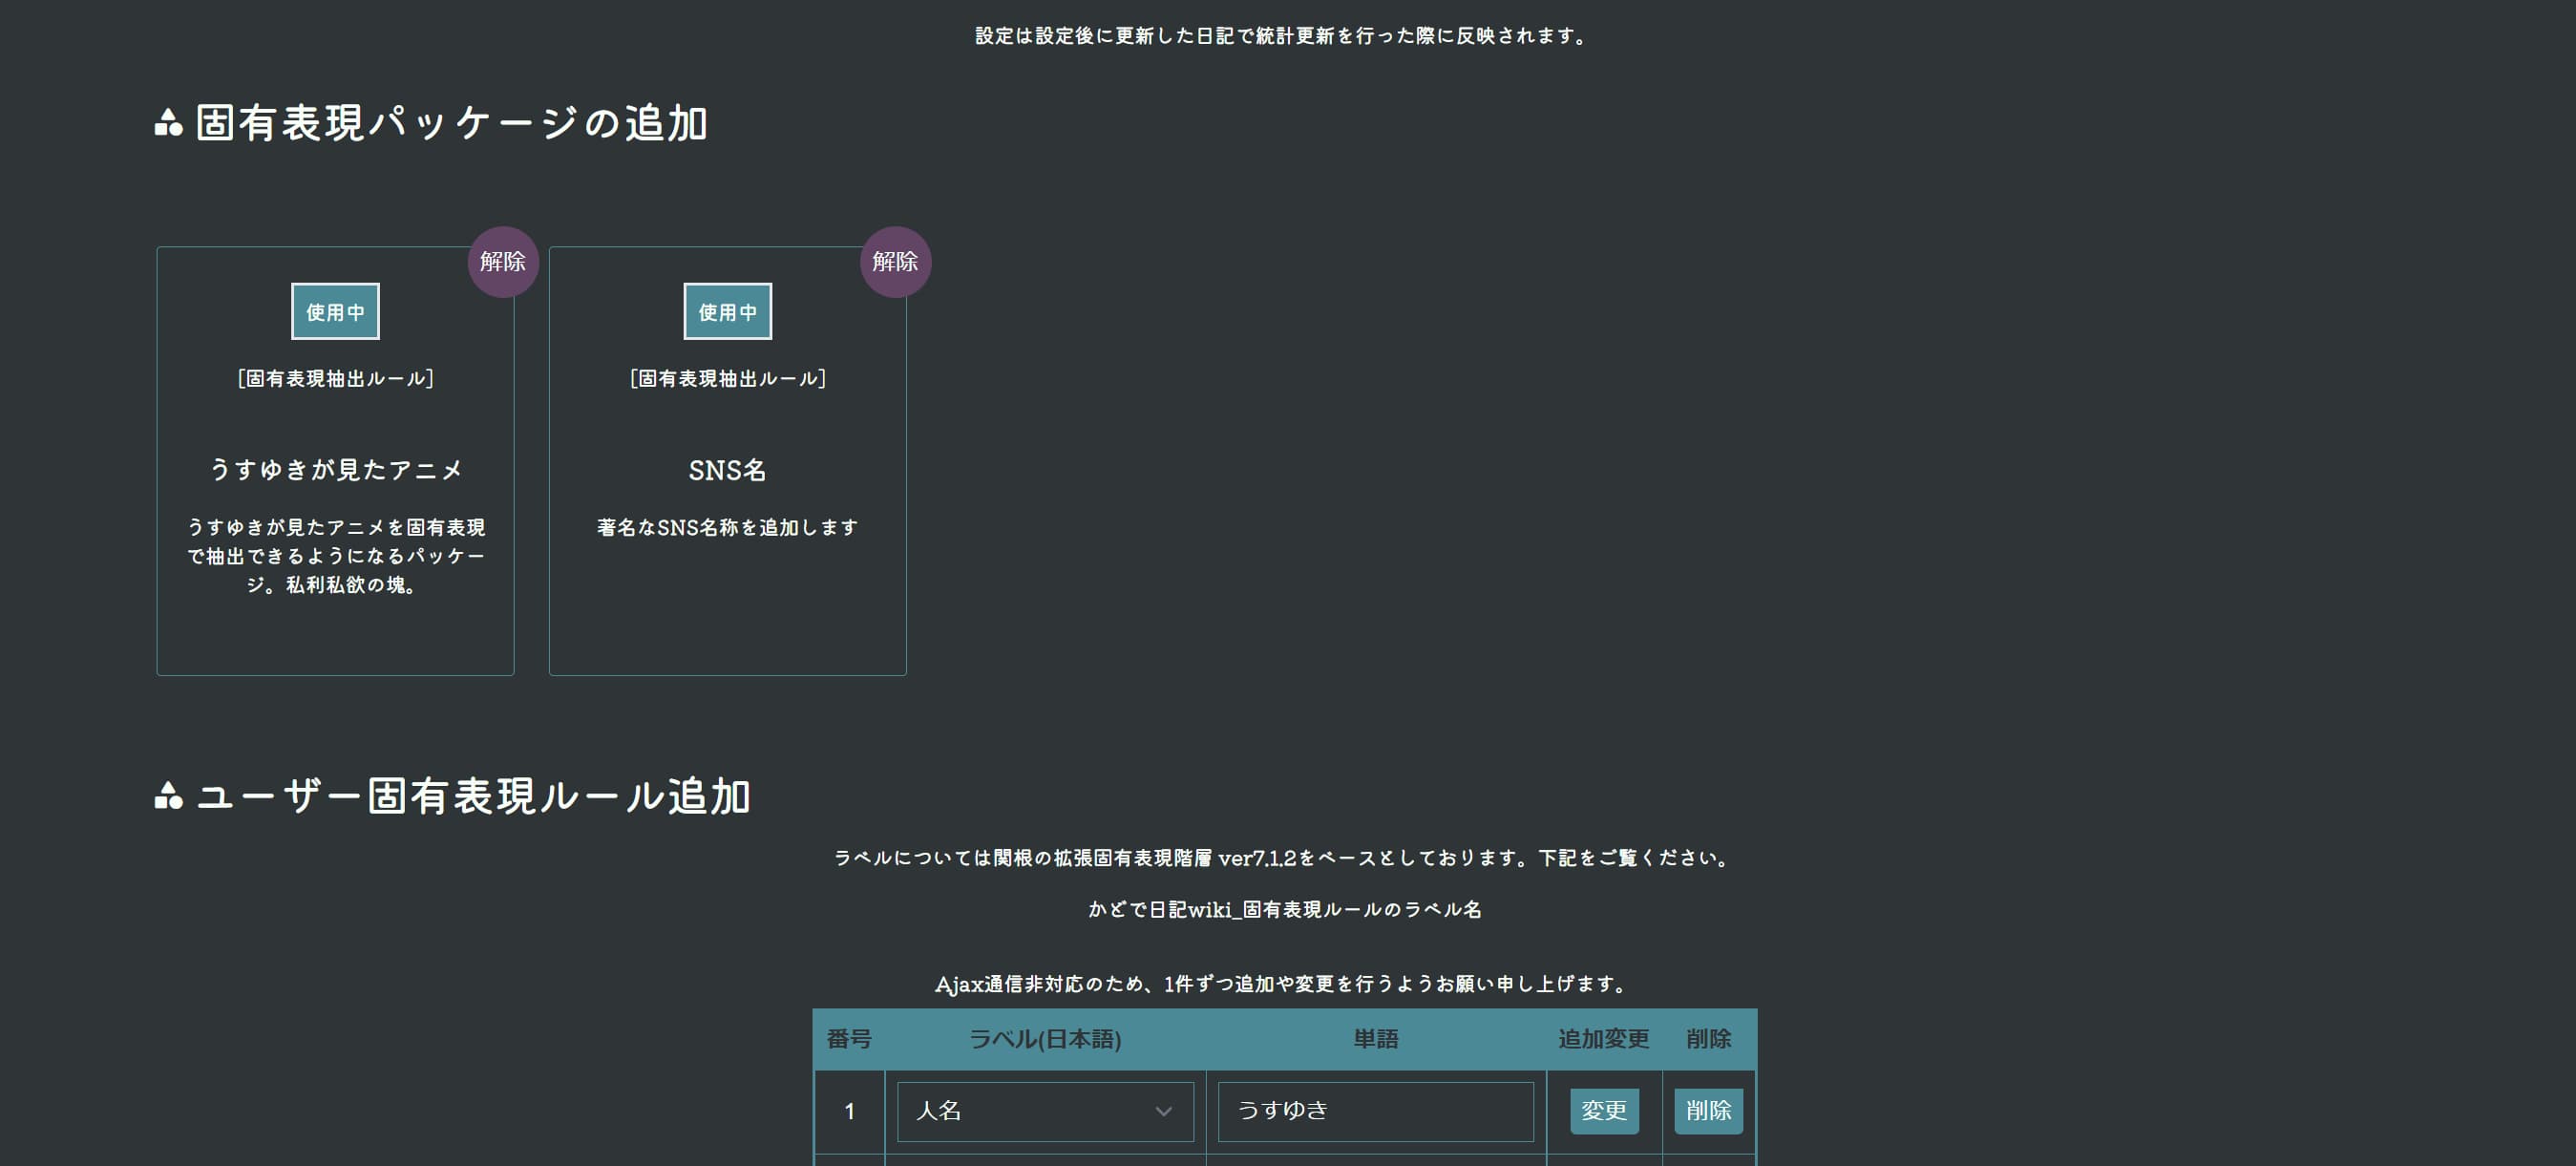 設定は設定後に更新した日記で統計更新を行った際に反映されます。
固有表現パッケージの追加
解除
使用中
[固有表現抽出ルール]
うすゆきが見たアニメ
うすゆきが見たアニメを固有表現
で抽出できるようになるパッケー
ジ。私利私欲の塊。
解除
使用中
[固有表現抽出ルール]
SNS名
著名なSNS名称を追加します
ユーザー固有表現ルール追加
ラベルについては関根の拡張固有表現階層 ver7.1.2をベースとしております。下記をご覧ください。
かどで日記wiki_固有表現ルールのラベル名
Ajax通信非対応のため、1件ずつ追加や変更を行うようお願い申し上げます。
番号 ラベル(日本語) 単語 追加変更 削除
1 人名 うすゆき 変更 削除